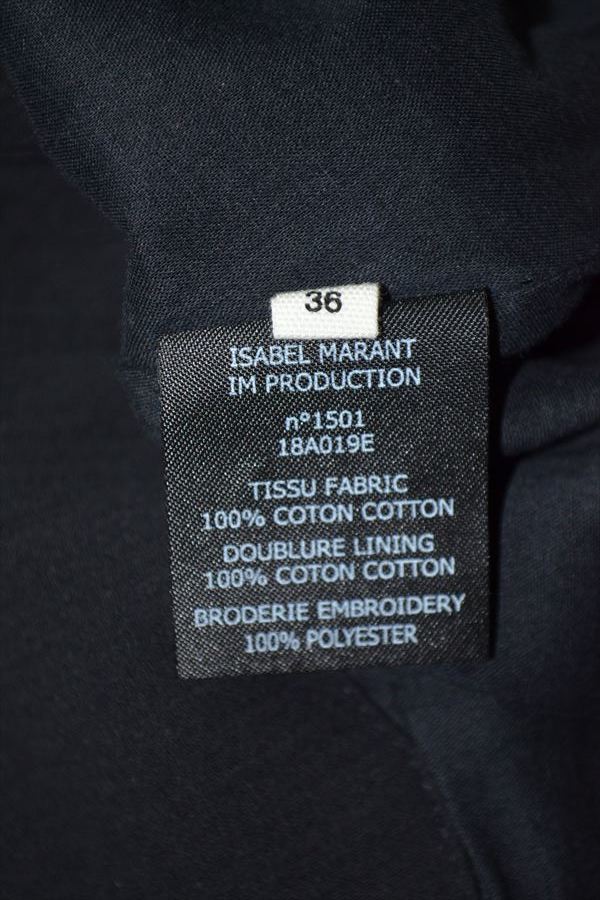 36
ISABEL MARANT
IM PRODUCTION
n°1501
18A019E
TISSU FABRIC
100% COTON COTTON
DOUBLURE LINING
100% COTON COTTON
BRODERIE EMBROIDERY
100% POLYESTER